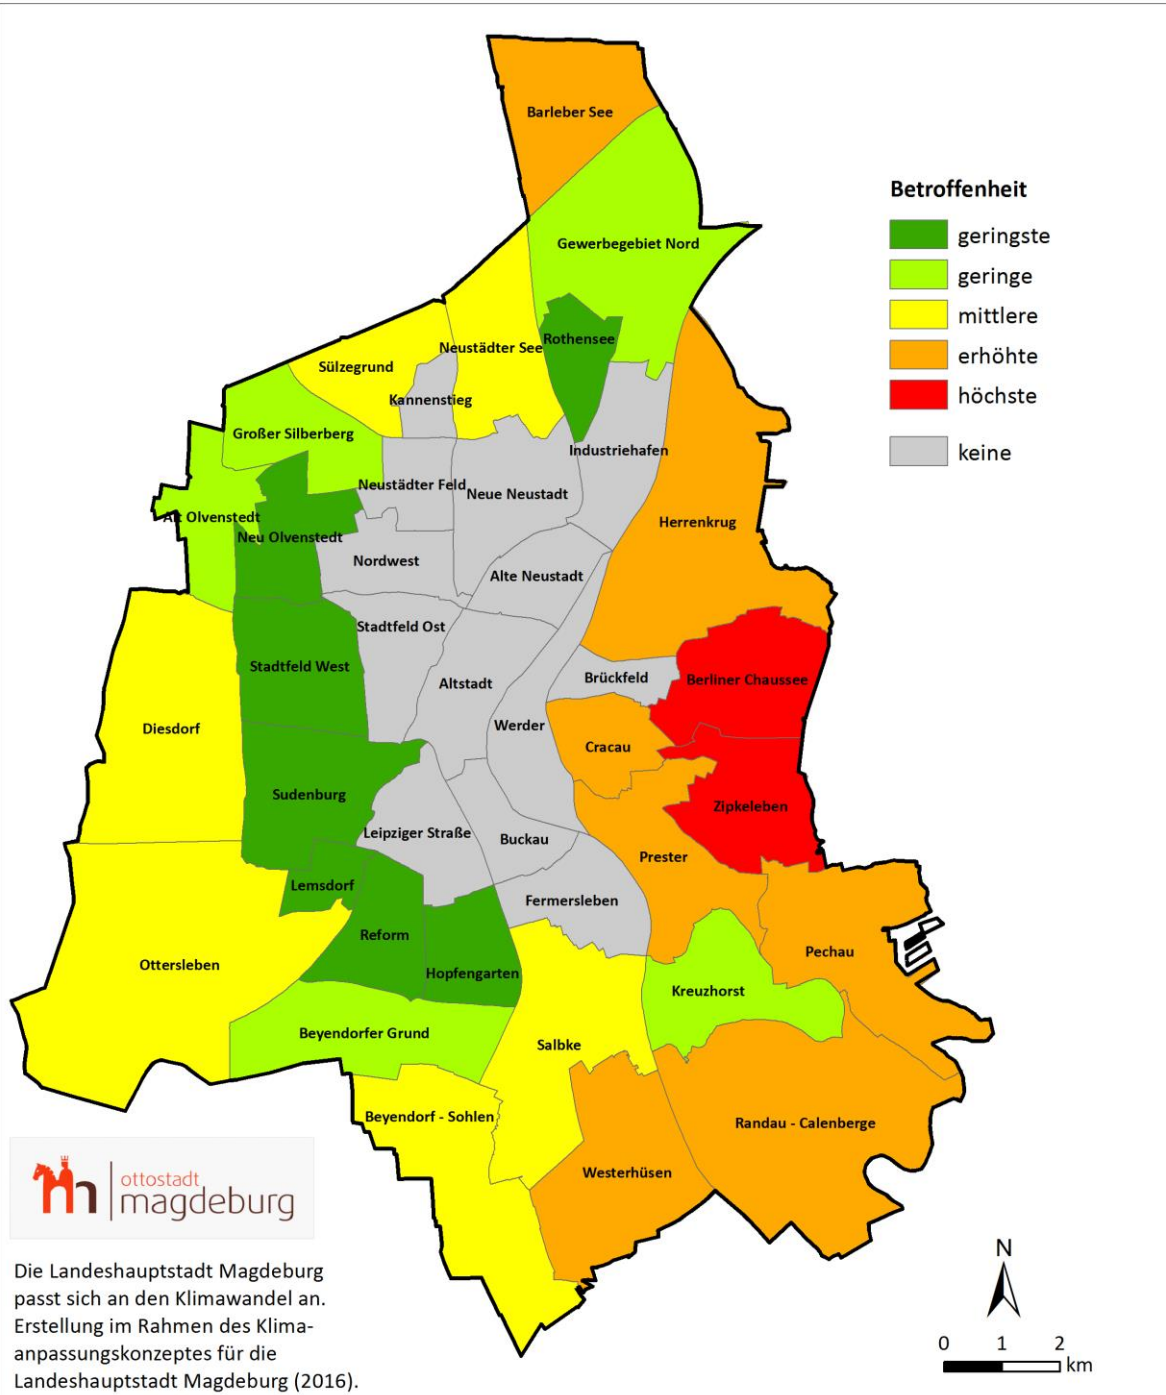 Barleber See
Betroffenheit
geringste
geringe
mittlere
erhöhte
höchste
keine
Gewerbegebiet Nord
Rothensee
Neustädter See
Sülzegrund
Kannenstieg
Großer Silberberg
Industriehafen
Neustädter Feld
Neue Neustadt
Alt Olvenstedt
Neu Olvenstedt
Herrenkrug
Nordwest
Alte Neustadt
Stadtfeld Ost
Stadtfeld West
Altstadt
Brückfeld
Berliner Chaussee
Diesdorf
Werder
Cracau
Sudenburg
Zipkeleben
Leipziger Straße
Buckau
Prester
Lemsdorf
Fermersleben
Reform
Pechau
Ottersleben
Hopfengarten
Kreuzhorst
Beyendorfer Grund
Salbke
Beyendorf - Sohlen
Randau - Calenberge
Westerhüsen
ottostadt
magdeburg
Die Landeshauptstadt Magdeburg
passt sich an den Klimawandel an.
Erstellung im Rahmen des Klima-
anpassungskonzeptes für die
Landeshauptstadt Magdeburg (2016).
N
0 1 2
km